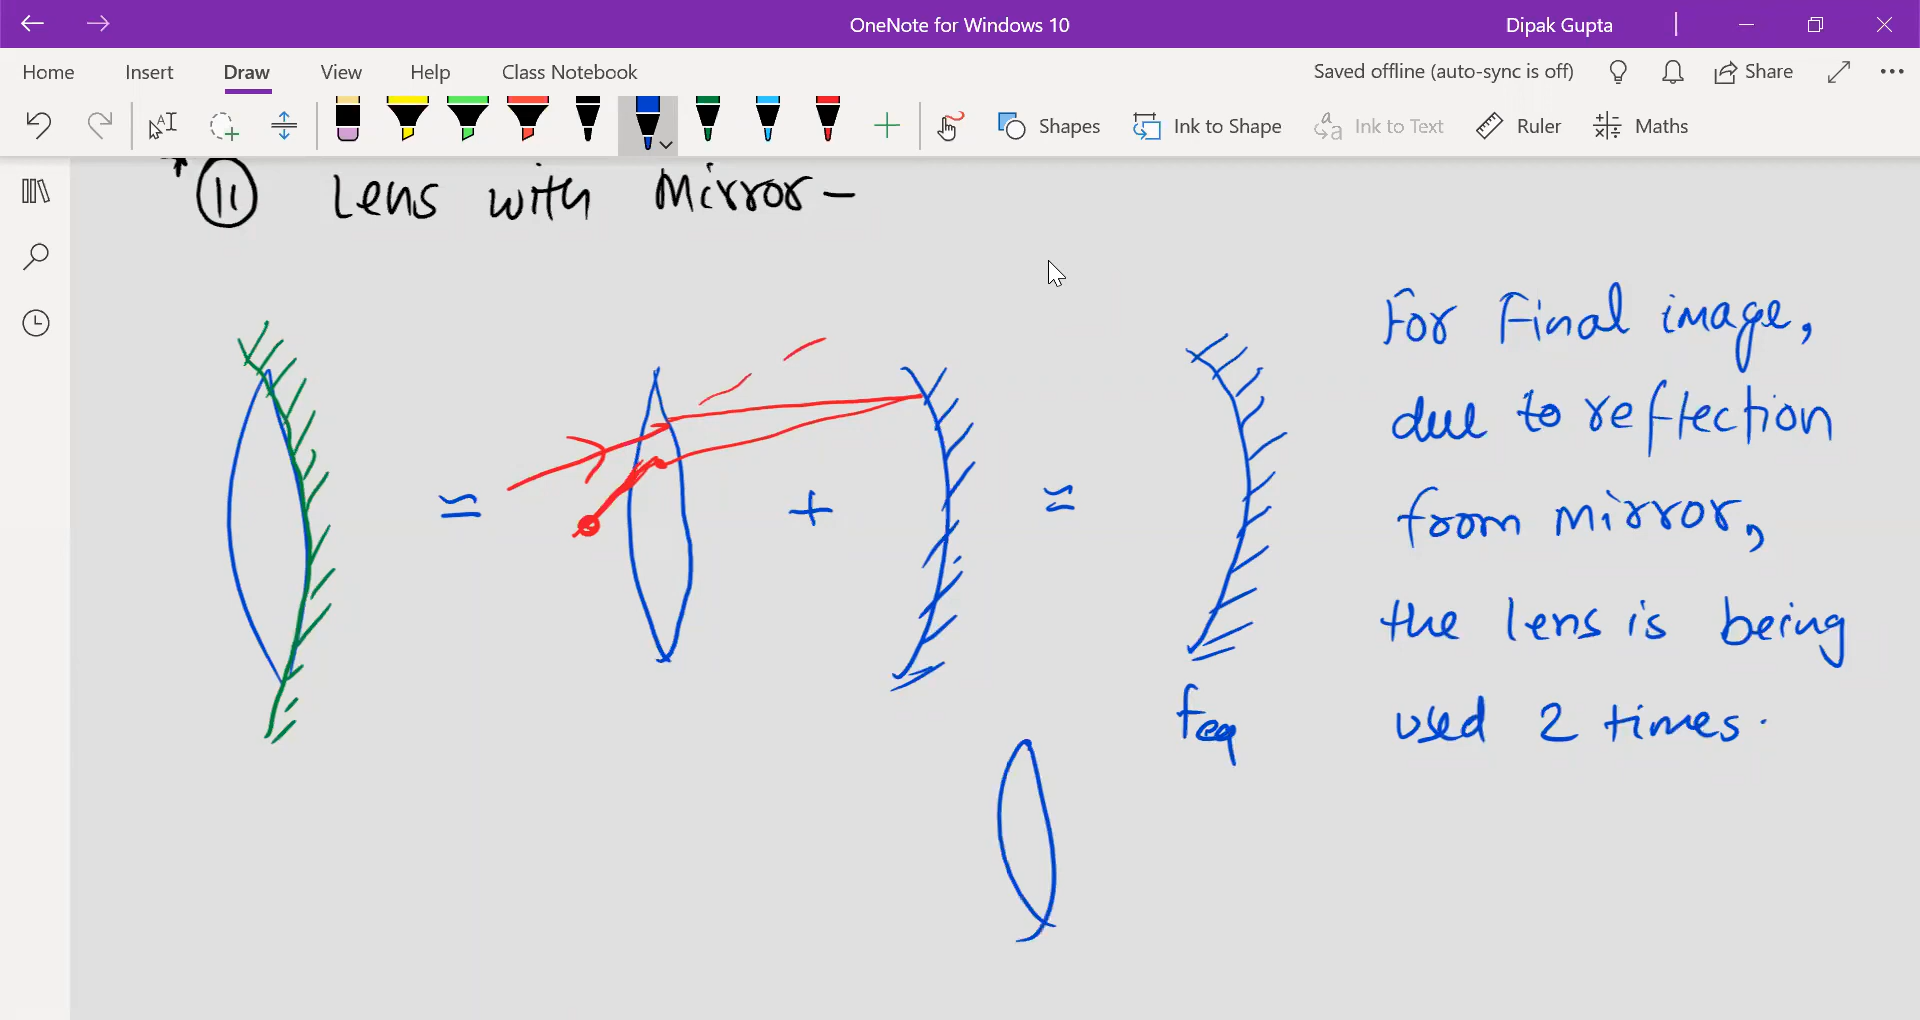 OneNote for Windows 10
Dipak Gupta
Home Insert Draw View Help Class Notebook
Saved offline (auto-sync is off) Share
Shapes Ink to Shape Ink to Text Ruler Maths
11 Lens with Mirror -
≃ + ≃
feq
For Final image,
due to reflection
from mirror,
the lens is being
used 2 times.